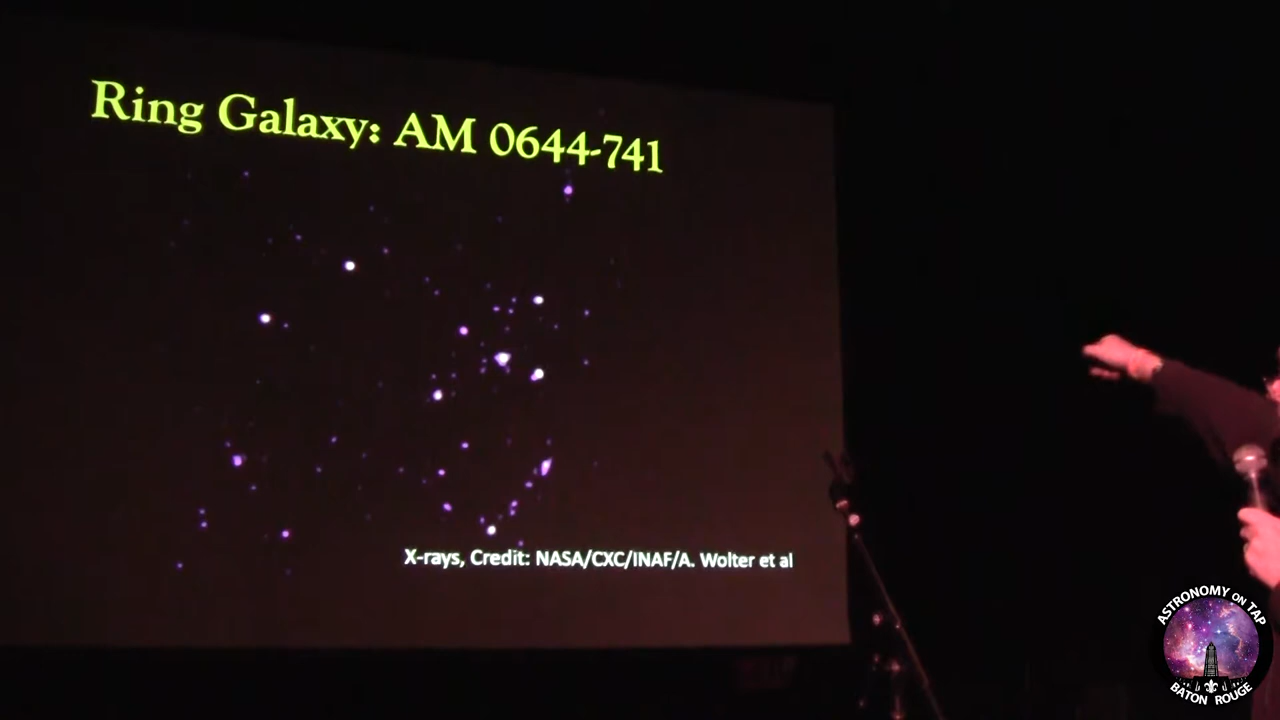 Ring Galaxy: AM 0644-741
X-rays, Credit: NASA/CXC/INAF/A. Wolter et al
ASTRONOMY ON TAP
BATON ROUGE